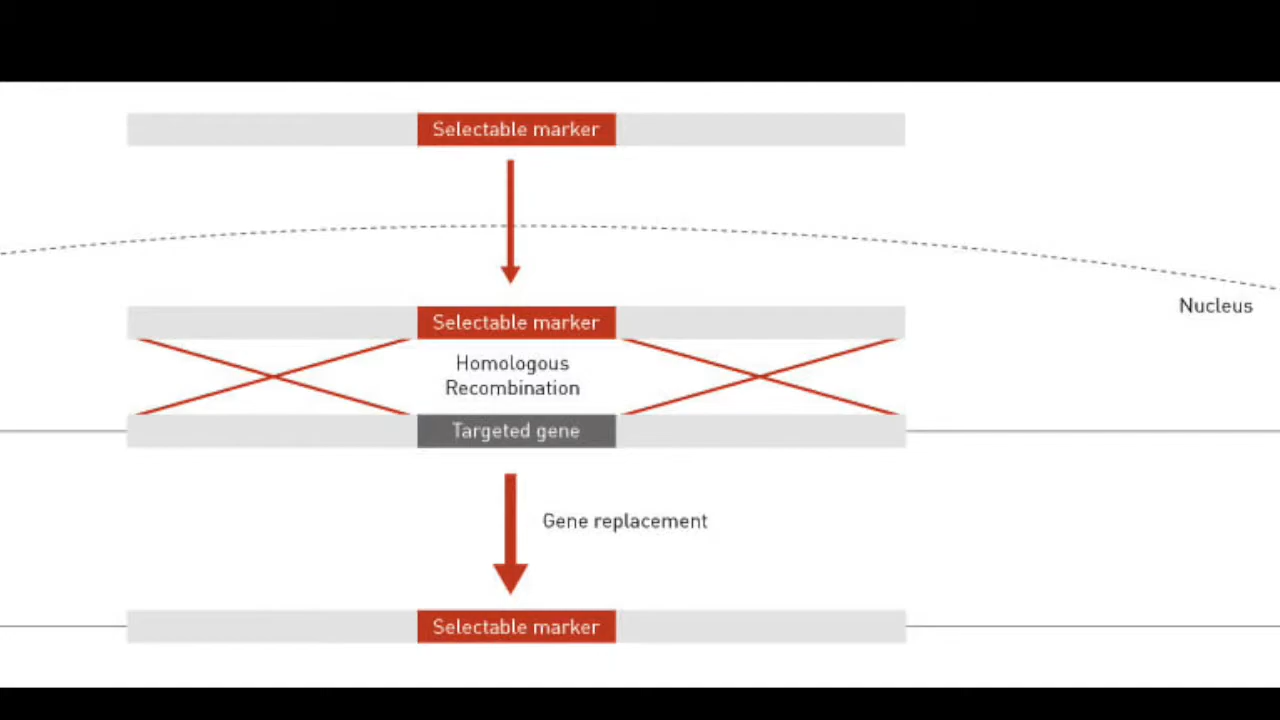 Selectable marker
Nucleus
Selectable marker
Homologous
Recombination
Targeted gene
Gene replacement
Selectable marker